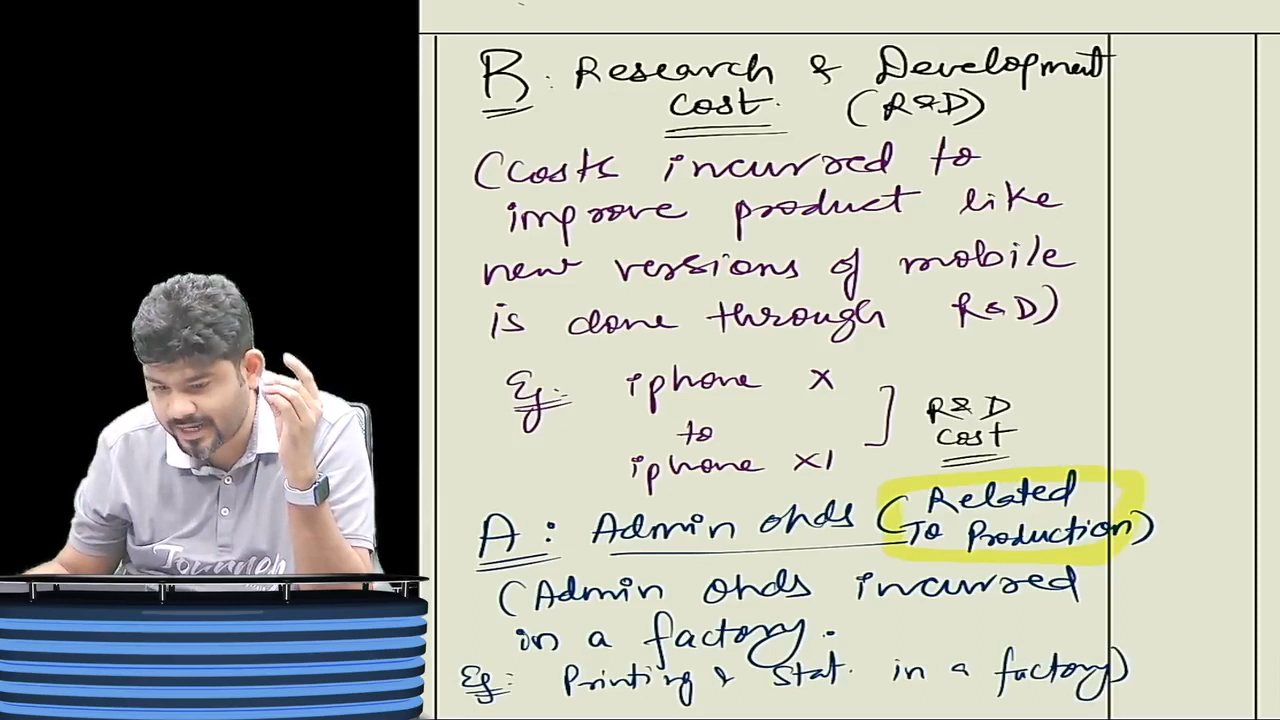 R: Research & Development
cost. (R&D)
(costs incurred to
improve product like
new versions of mobile
is done through R&D)
Eg: iphone X
to
iphone XI
] R&D
cost
A: Admin ohds (Related
To Production)
(Admin ohds incurred
in a factory.
Eg: Printing & Stat. in a factory)